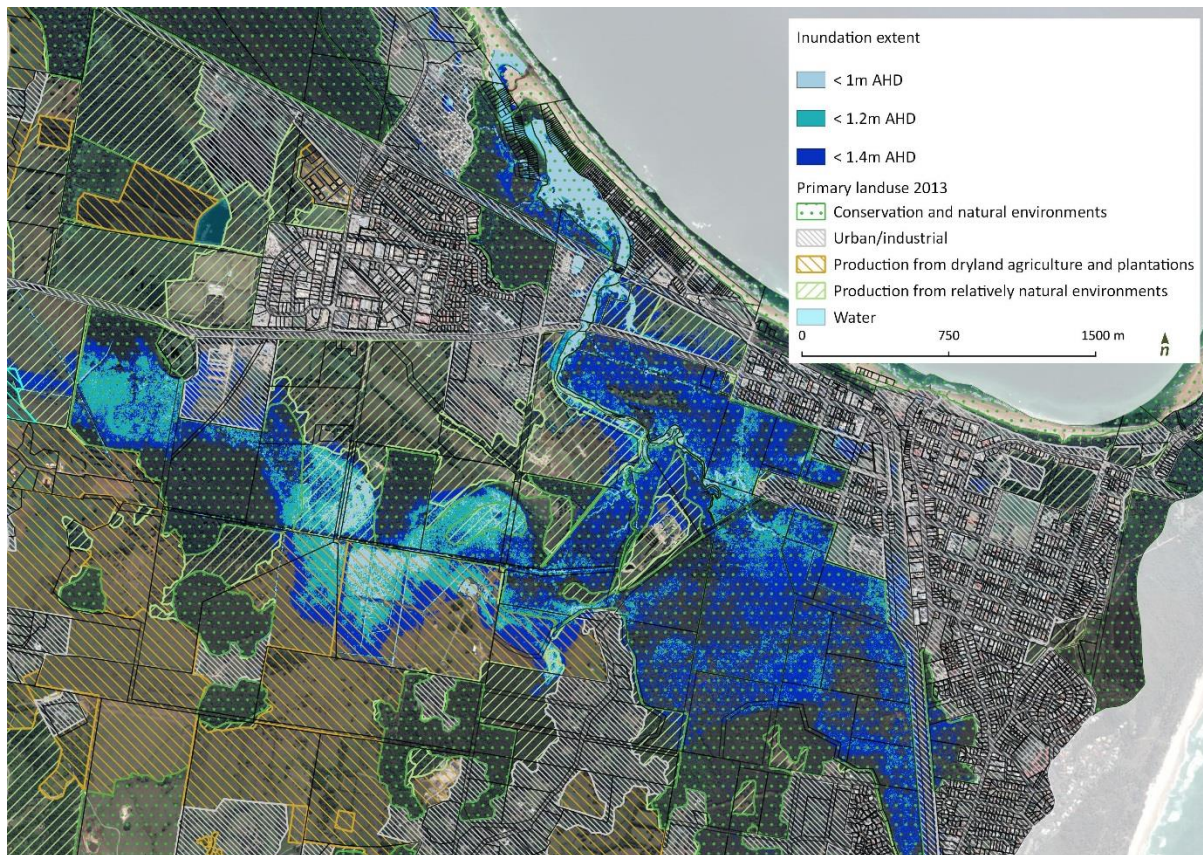 Inundation extent
< 1m AHD
< 1.2m AHD
< 1.4m AHD
Primary landuse 2013
Conservation and natural environments
Urban/industrial
Production from dryland agriculture and plantations
Production from relatively natural environments
Water
0 750 1500 m
n